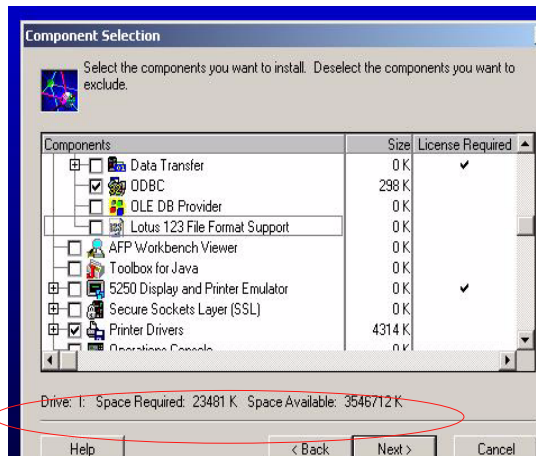 Component Selection
Select the components you want to install. Deselect the components you want to
exclude.
Components Size License Required
Data Transfer 0 K
ODBC 298 K
OLE DB Provider 0 K
Lotus 123 File Format Support 0 K
AFP Workbench Viewer 0 K
Toolbox for Java 0 K
5250 Display and Printer Emulator 0 K
Secure Sockets Layer (SSL) 0 K
Printer Drivers 4314 K
Operations Console 0 K
Drive: I: Space Required: 23481 K Space Available: 3546712 K
Help < Back Next > Cancel